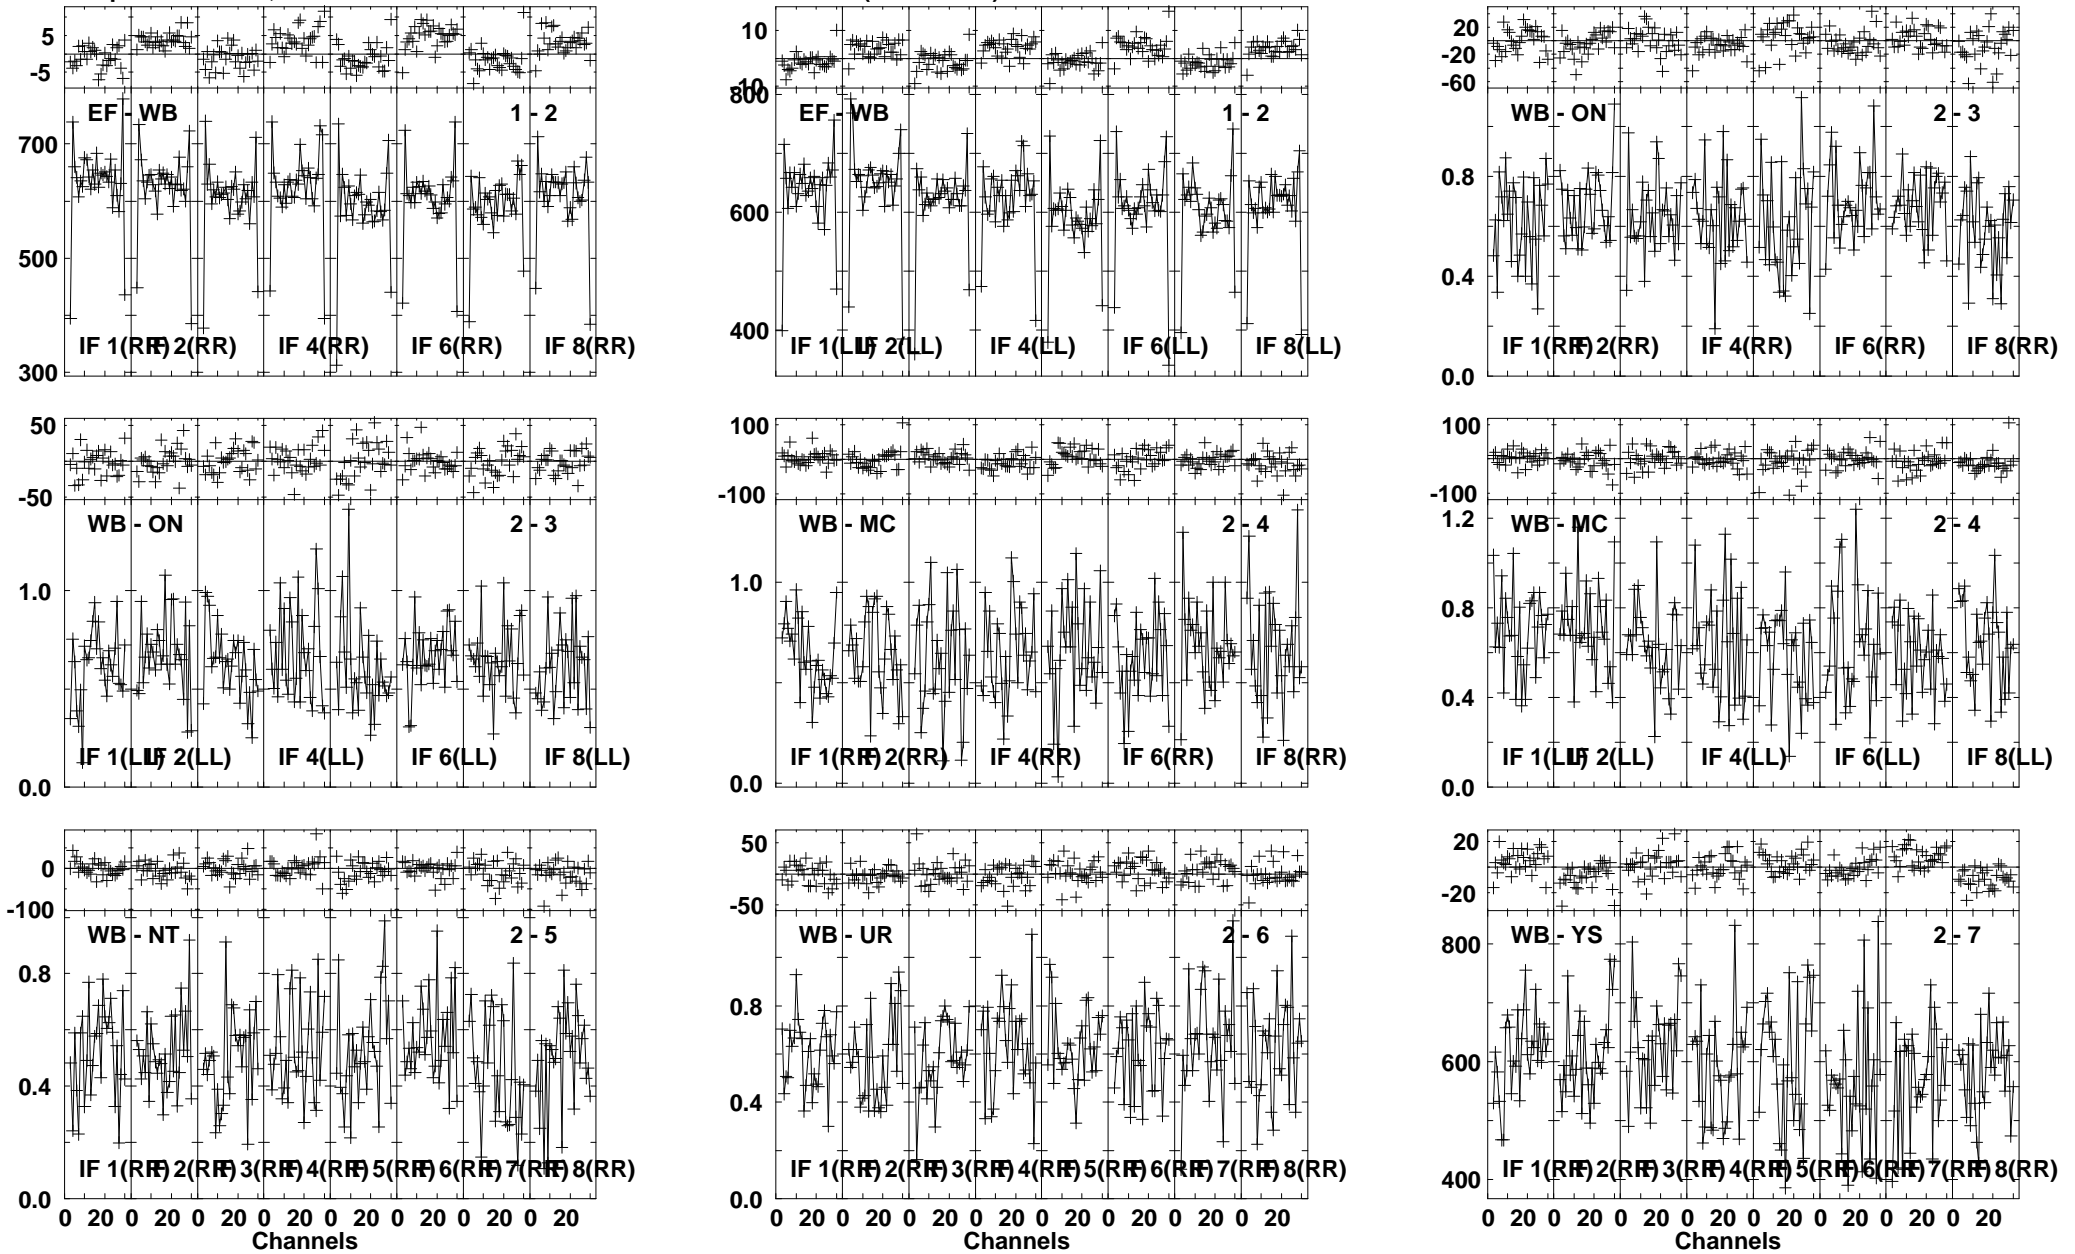 5
-5
EF - WB 1 - 2
700
500
300
IF 1(RR) IF 2(RR) IF 4(RR) IF 6(RR) IF 8(RR)
10
-10
EF - WB 1 - 2
800
600
400
IF 1(LL) IF 2(LL) IF 4(LL) IF 6(LL) IF 8(LL)
20
-20
-60
WB - ON 2 - 3
0.8
0.4
0.0
IF 1(RR) IF 2(RR) IF 4(RR) IF 6(RR) IF 8(RR)
50
-50
WB - ON 2 - 3
1.0
0.0
IF 1(LL) IF 2(LL) IF 4(LL) IF 6(LL) IF 8(LL)
100
-100
WB - MC 2 - 4
1.0
0.0
IF 1(RR) IF 2(RR) IF 4(RR) IF 6(RR) IF 8(RR)
100
-100
WB - MC 2 - 4
1.2
0.8
0.4
0.0
IF 1(LL) IF 2(LL) IF 4(LL) IF 6(LL) IF 8(LL)
0
-100
WB - NT 2 - 5
0.8
0.4
0.0
IF 1(RR) IF 2(RR) IF 3(RR) IF 4(RR) IF 5(RR) IF 6(RR) IF 7(RR) IF 8(RR)
0 20 0 20 0 20 0 20 0 20 0 20 0 20 0 20
Channels
50
-50
WB - UR 2 - 6
0.8
0.4
0.0
IF 1(RR) IF 2(RR) IF 3(RR) IF 4(RR) IF 5(RR) IF 6(RR) IF 7(RR) IF 8(RR)
0 20 0 20 0 20 0 20 0 20 0 20 0 20 0 20
Channels
20
-20
WB - YS 2 - 7
800
600
400
IF 1(RR) IF 2(RR) IF 3(RR) IF 4(RR) IF 5(RR) IF 6(RR) IF 7(RR) IF 8(RR)
0 20 0 20 0 20 0 20 0 20 0 20 0 20 0 20
Channels